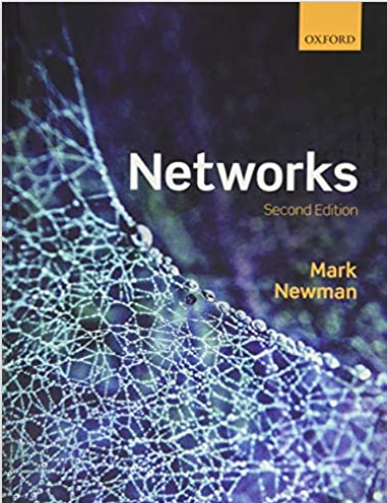 OXFORD
Networks
Second Edition
Mark
Newman